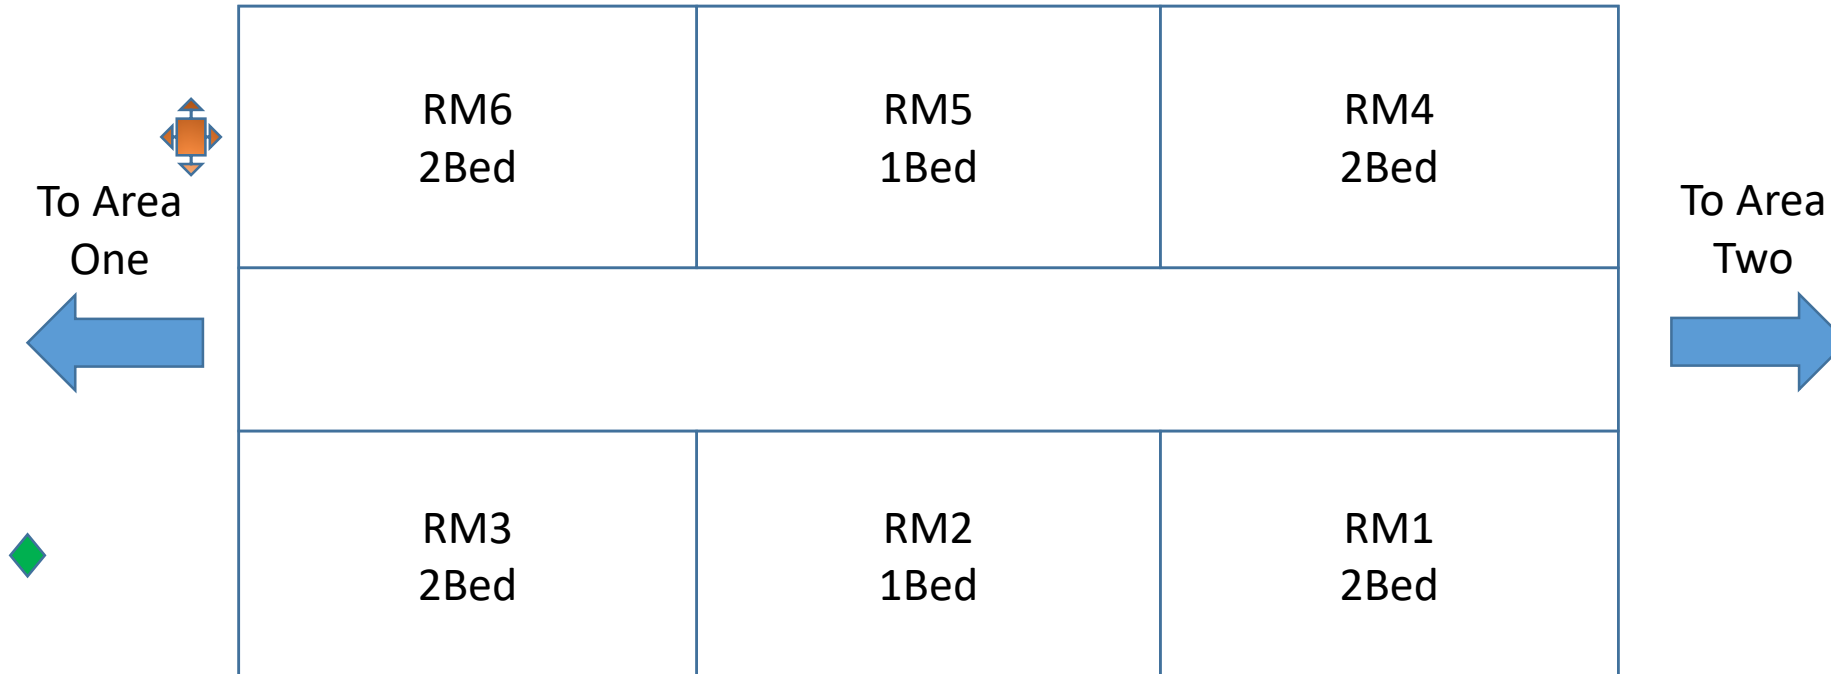 RM6
2Bed
RM5
1Bed
RM4
2Bed
To Area
One
To Area
Two
RM3
2Bed
RM2
1Bed
RM1
2Bed